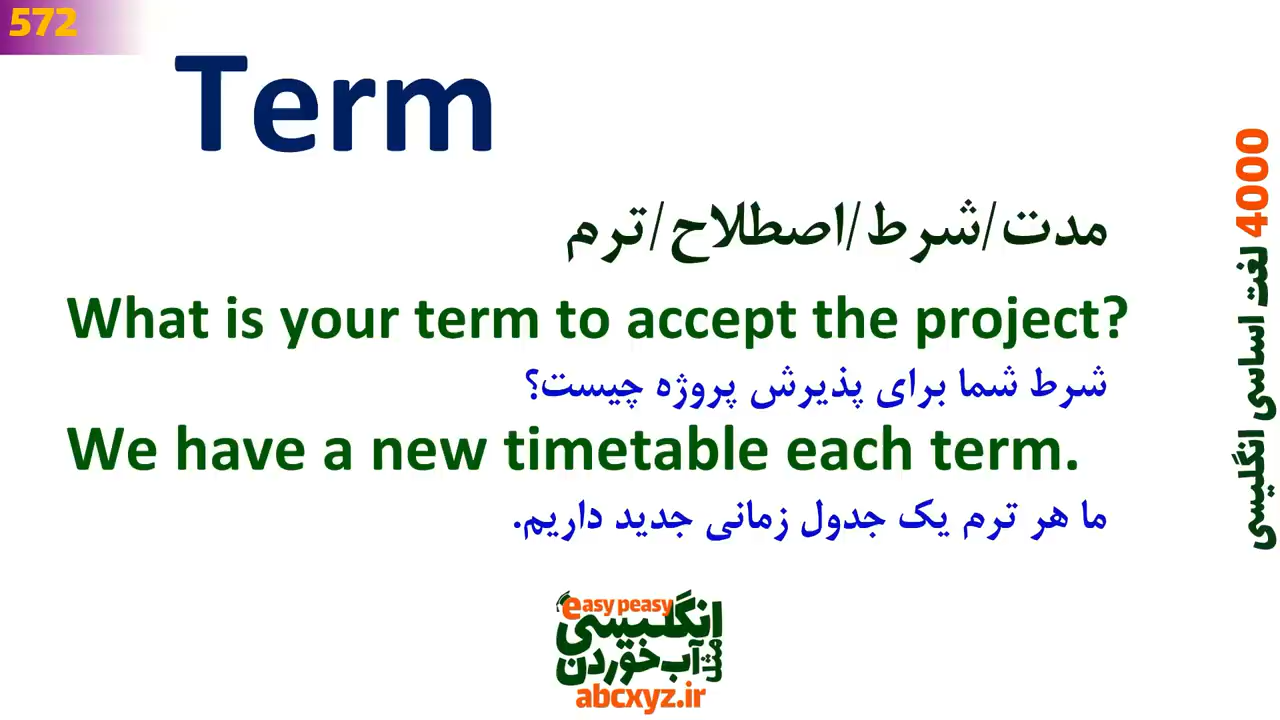 572
Term
مدت/شرط/اصطلاح/ترم
What is your term to accept the project?
شرط شما برای پذیرش پروژه چیست؟
We have a new timetable each term.
ما هر ترم یک جدول زمانی جدید داریم.
4000 لغت اساسی انگلیسی
easy peasy
انگلیسی
مثل آب خوردن
abcxyz.ir